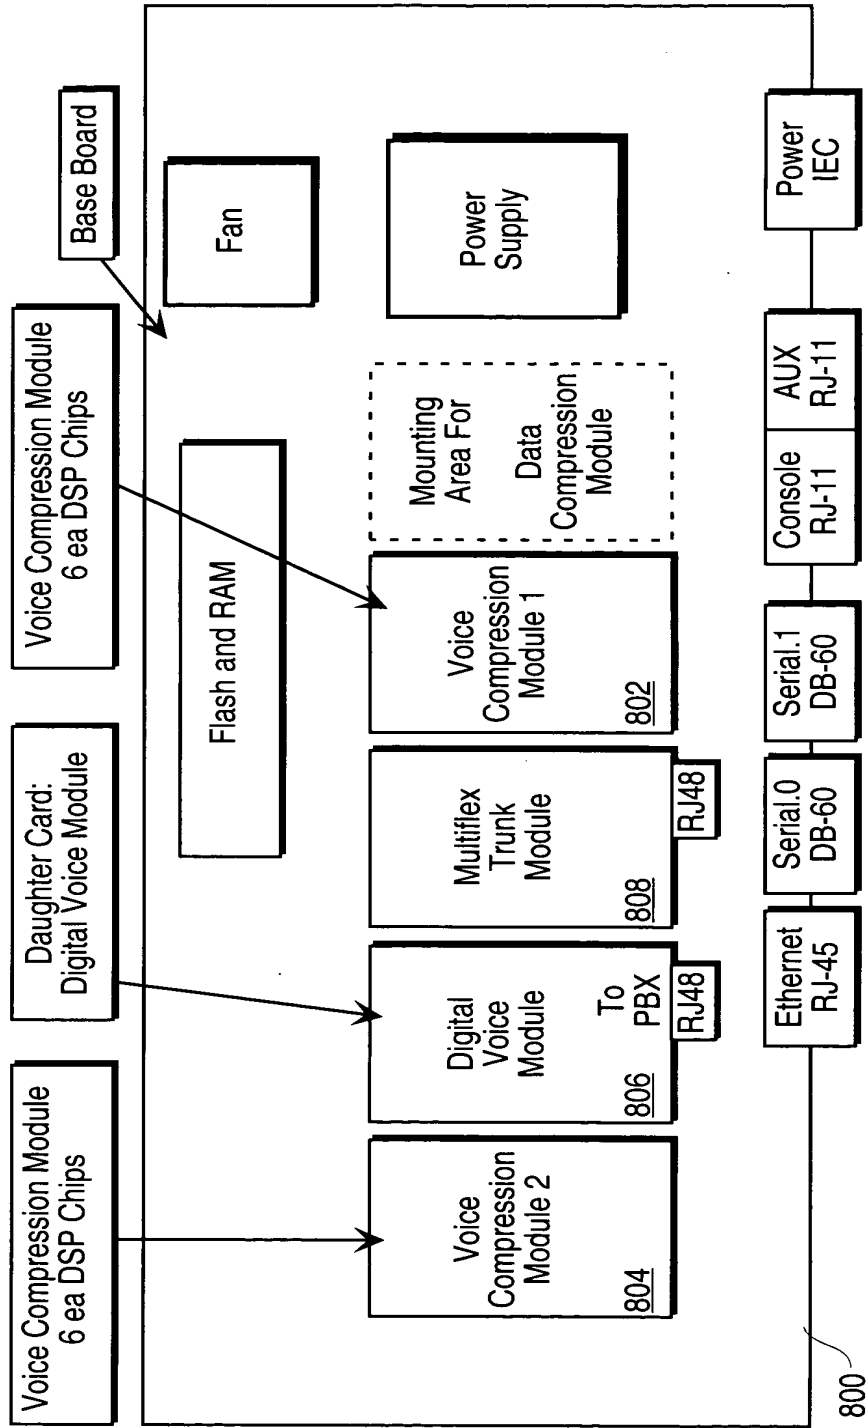 Voice Compression Module
6 ea DSP Chips
Daughter Card:
Digital Voice Module
Voice Compression Module
6 ea DSP Chips
Base Board
Flash and RAM
Fan
Voice
Compression
Module 2
804
Digital
Voice
Module
To
PBX
806
RJ48
Multiflex
Trunk
Module
808
RJ48
Voice
Compression
Module 1
802
Mounting
Area For
Data
Compression
Module
Power
Supply
Ethernet
RJ-45
Serial.0
DB-60
Serial.1
DB-60
Console
RJ-11
AUX
RJ-11
Power
IEC
800